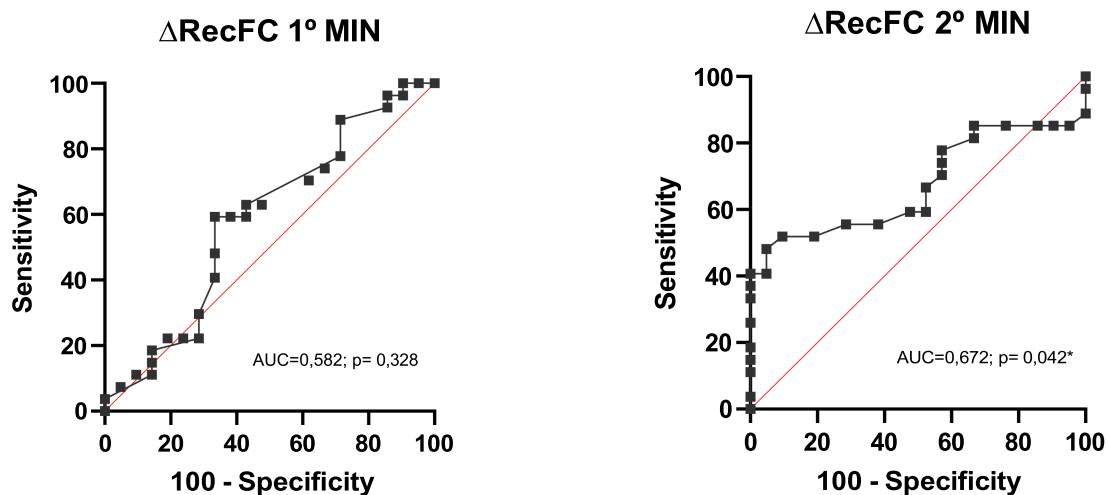 ΔRecFC 1º MIN
100
80
60
40
20
0
Sensitivity
AUC=0,582; p= 0,328
0 20 40 60 80 100
100 - Specificity
ΔRecFC 2º MIN
100
80
60
40
20
0
Sensitivity
AUC=0,672; p= 0,042*
0 20 40 60 80 100
100 - Specificity